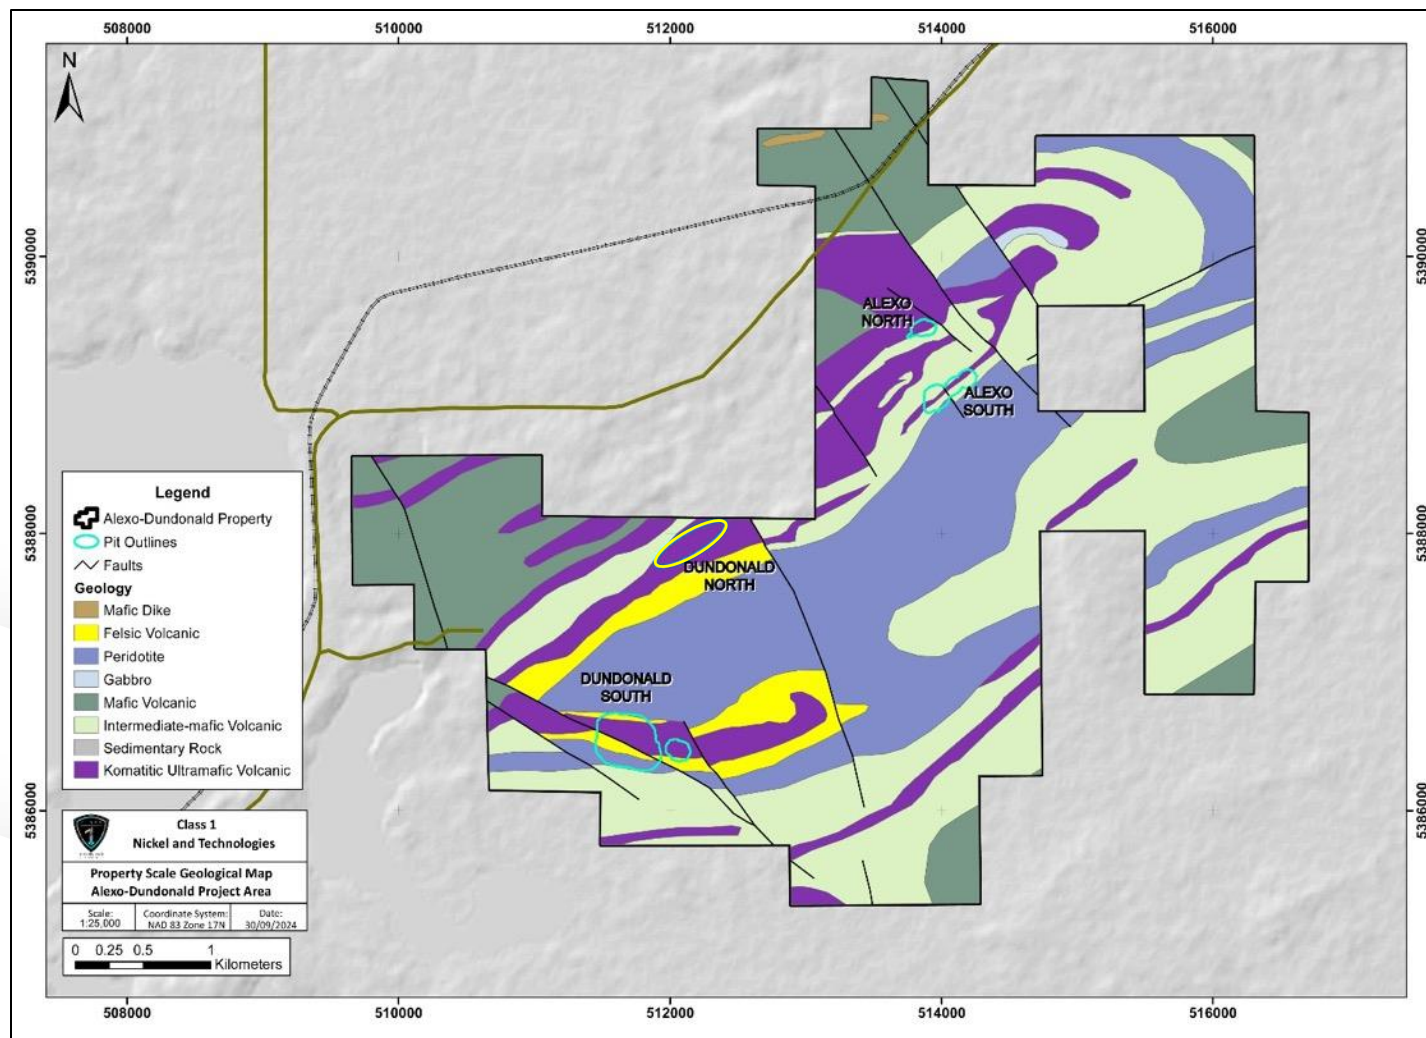 508000 510000 512000 514000 516000
N
5390000
5390000
ALEXO
NORTH
ALEXO
SOUTH
5388000
5388000
DUNDONALD
NORTH
DUNDONALD
SOUTH
5386000
5386000
Legend
Alexo-Dundonald Property
Pit Outlines
Faults
Geology
Mafic Dike
Felsic Volcanic
Peridotite
Gabbro
Mafic Volcanic
Intermediate-mafic Volcanic
Sedimentary Rock
Komatitic Ultramafic Volcanic
Class 1
Nickel and Technologies
Property Scale Geological Map
Alexo-Dundonald Project Area
Scale: Coordinate System: Date:
1:25,000 NAD 83 Zone 17N 30/09/2024
0 0.25 0.5 1
Kilometers
508000 510000 512000 514000 516000